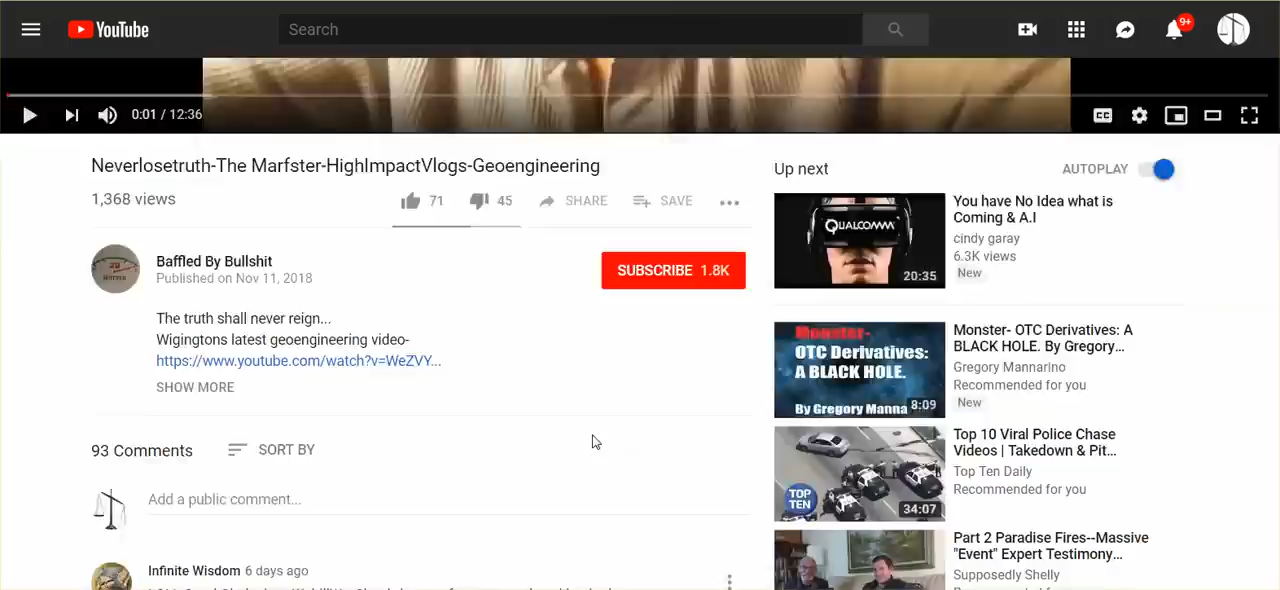 YouTube
Search
9+
0:01 / 12:36
CC
Neverlosetruth-The Marfster-HighImpactVlogs-Geoengineering
1,368 views
71
45
SHARE
SAVE
Baffled By Bullshit
Published on Nov 11, 2018
SUBSCRIBE 1.8K
The truth shall never reign...
Wigingtons latest geoengineering video-
https://www.youtube.com/watch?v=WeZVY...
SHOW MORE
93 Comments
SORT BY
Add a public comment...
Infinite Wisdom 6 days ago
Up next
AUTOPLAY
QUALCOMM
20:35
You have No Idea what is
Coming & A.I
cindy garay
6.3K views
New
Monster-
OTC Derivatives:
A BLACK HOLE.
By Gregory Manna
8:09
Monster- OTC Derivatives: A
BLACK HOLE. By Gregory...
Gregory Mannarino
Recommended for you
New
TOP
TEN
34:07
Top 10 Viral Police Chase
Videos | Takedown & Pit...
Top Ten Daily
Recommended for you
Part 2 Paradise Fires--Massive
"Event" Expert Testimony...
Supposedly Shelly